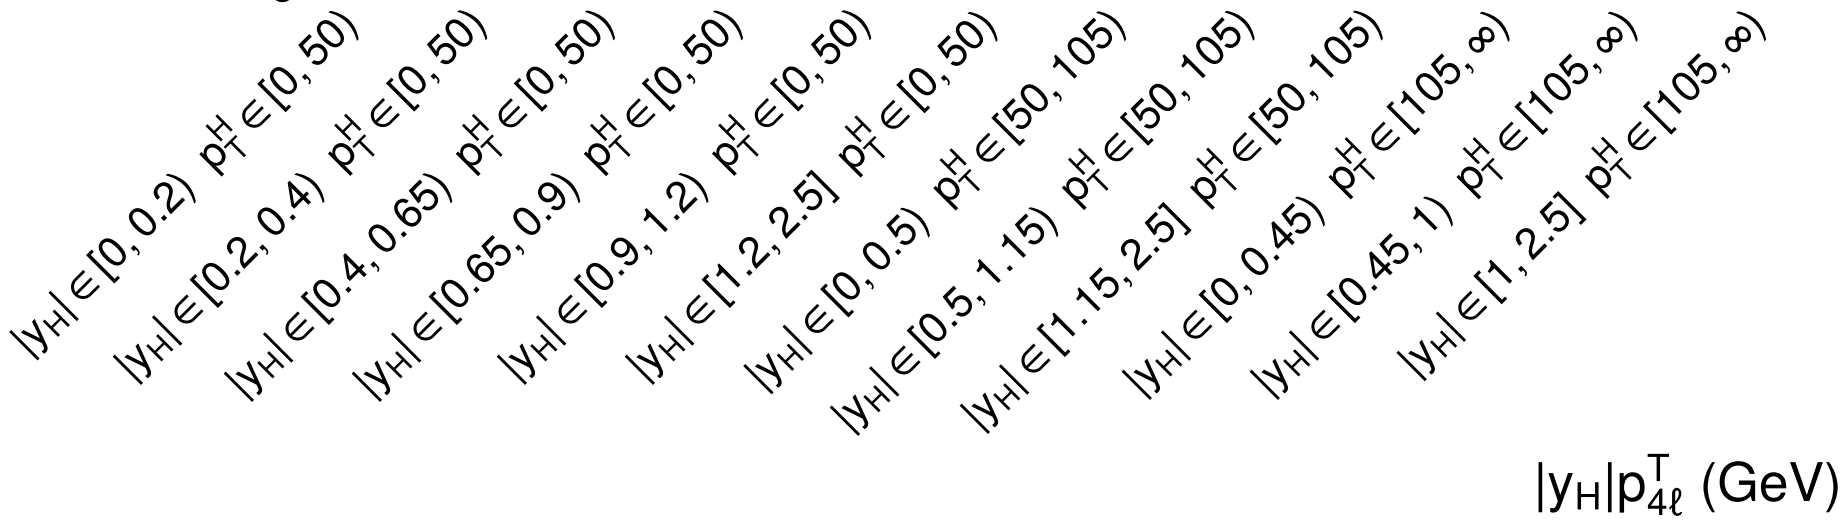 |y_H| ∈ [0, 0.2) p_T^H ∈ [0, 50)
|y_H| ∈ [0.2, 0.4) p_T^H ∈ [0, 50)
|y_H| ∈ [0.4, 0.65) p_T^H ∈ [0, 50)
|y_H| ∈ [0.65, 0.9) p_T^H ∈ [0, 50)
|y_H| ∈ [0.9, 1.2) p_T^H ∈ [0, 50)
|y_H| ∈ [1.2, 2.5] p_T^H ∈ [0, 50)
|y_H| ∈ [0, 0.5) p_T^H ∈ [50, 105)
|y_H| ∈ [0.5, 1.15) p_T^H ∈ [50, 105)
|y_H| ∈ [1.15, 2.5] p_T^H ∈ [50, 105)
|y_H| ∈ [0, 0.45) p_T^H ∈ [105, ∞)
|y_H| ∈ [0.45, 1) p_T^H ∈ [105, ∞)
|y_H| ∈ [1, 2.5] p_T^H ∈ [105, ∞)
|y_H|p_{4ℓ}^T (GeV)